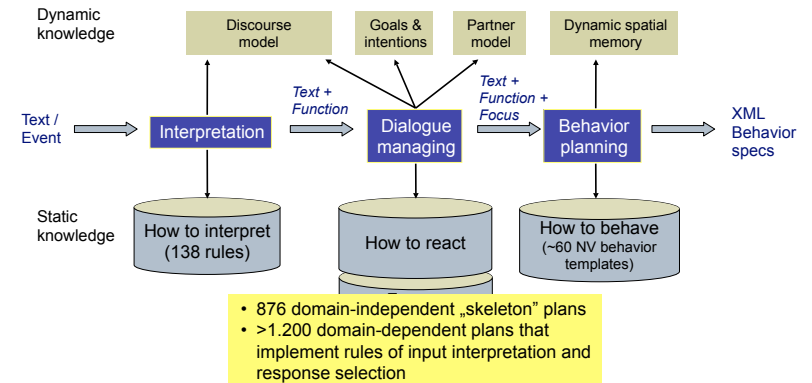 Dynamic
knowledge
Discourse
model
Goals &
intentions
Partner
model
Dynamic spatial
memory
Text /
Event
Interpretation
Text +
Function
Dialogue
managing
Text +
Function +
Focus
Behavior
planning
XML
Behavior
specs
Static
knowledge
How to interpret
(138 rules)
How to react
How to behave
(~60 NV behavior
templates)
• 876 domain-independent „skeleton" plans
• >1.200 domain-dependent plans that
implement rules of input interpretation and
response selection